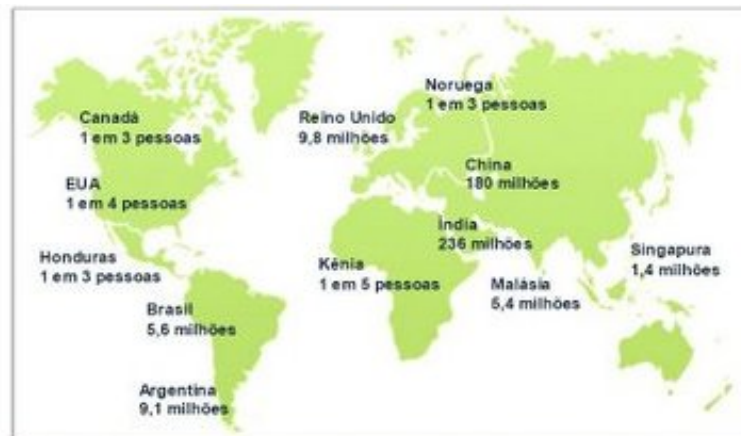 Noruega
1 em 3 pessoas
Canadá
1 em 3 pessoas
Reino Unido
9,8 milhões
China
180 milhões
EUA
1 em 4 pessoas
Índia
236 milhões
Singapura
1,4 milhões
Honduras
1 em 3 pessoas
Kénia
1 em 5 pessoas
Malásia
5,4 milhões
Brasil
5,6 milhões
Argentina
9,1 milhões